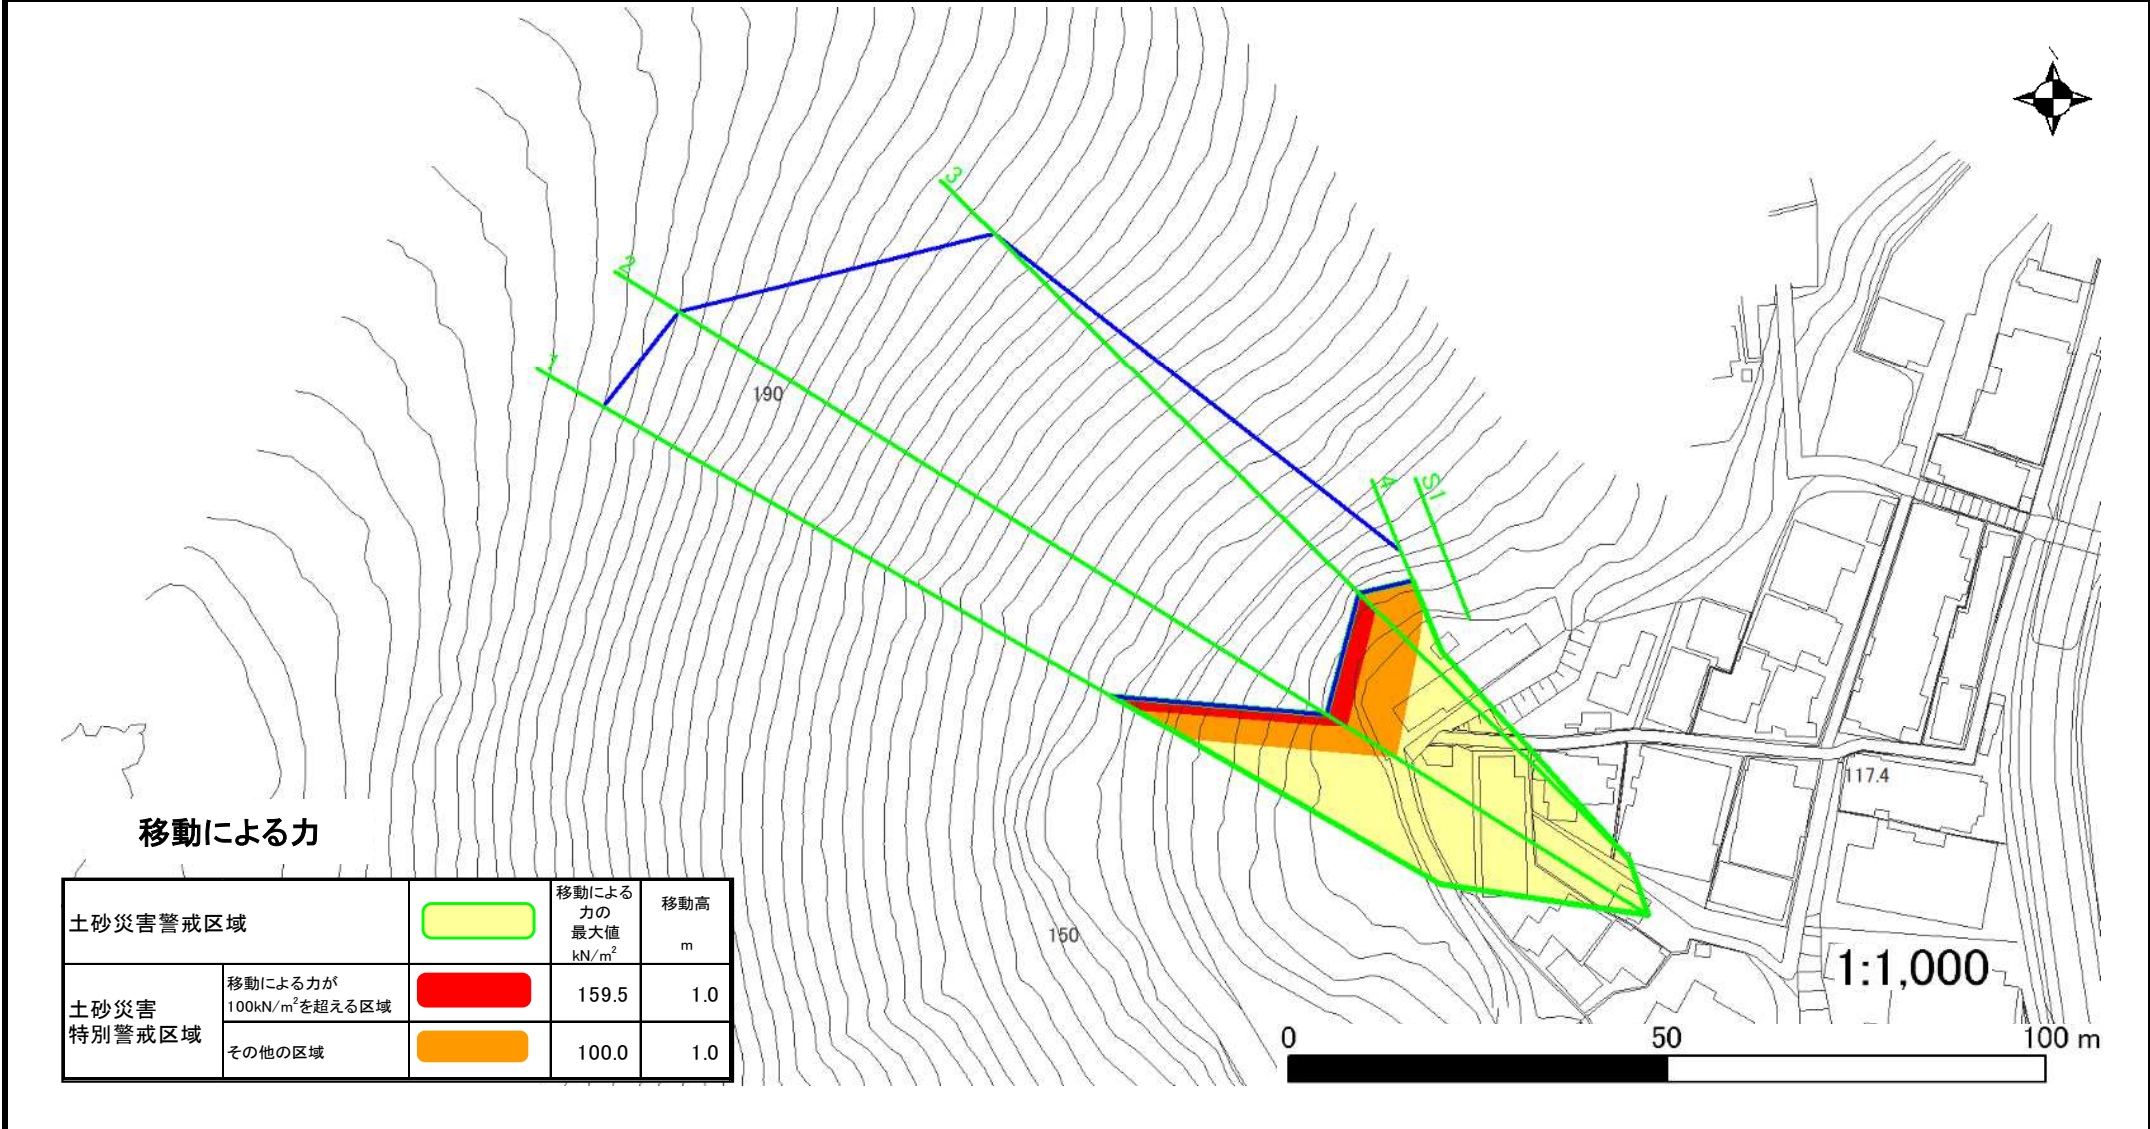 3
2
1
190
4
S1
117.4
150
移動による力
土砂災害警戒区域
移動による
力の
最大値
kN/m²
移動高
m
土砂災害
特別警戒区域
移動による力が
100kN/m²を超える区域
159.5
1.0
その他の区域
100.0
1.0
1:1,000
0
50
100 m